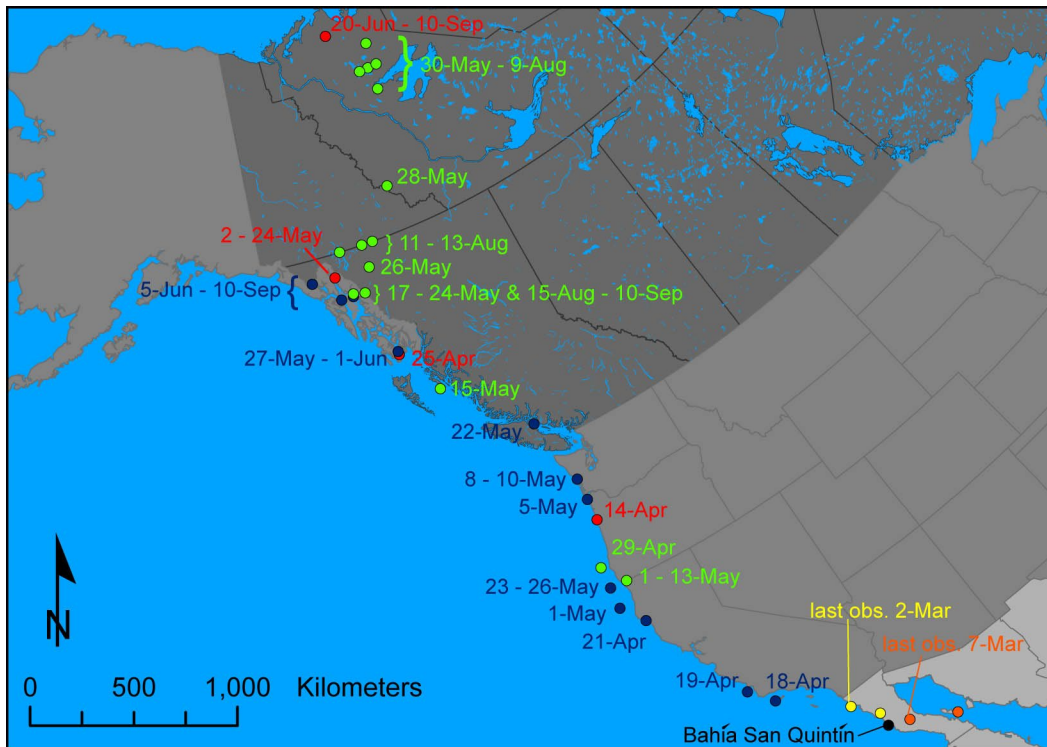 20-Jun - 10-Sep
} 30-May - 9-Aug
28-May
2 - 24-May
} 11 - 13-Aug
26-May
5-Jun - 10-Sep {
} 17 - 24-May & 15-Aug - 10-Sep
27-May - 1-Jun
25-Apr
15-May
22-May
8 - 10-May
5-May
14-Apr
29-Apr
1 - 13-May
23 - 26-May
1-May
21-Apr
last obs. 2-Mar
last obs. 7-Mar
N
0 500 1,000 Kilometers
19-Apr
18-Apr
Bahía San Quintín